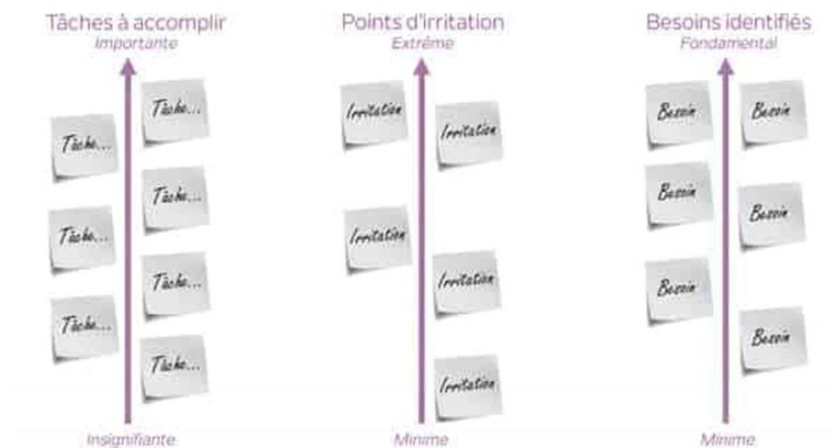 Tâches à accomplir
Importante
Tâche...
Tâche...
Tâche...
Tâche...
Tâche...
Tâche...
Tâche...
Insignifiante
Points d'irritation
Extrême
Irritation
Irritation
Irritation
Irritation
Irritation
Minime
Besoins identifiés
Fondamental
Besoin
Besoin
Besoin
Besoin
Besoin
Besoin
Minime